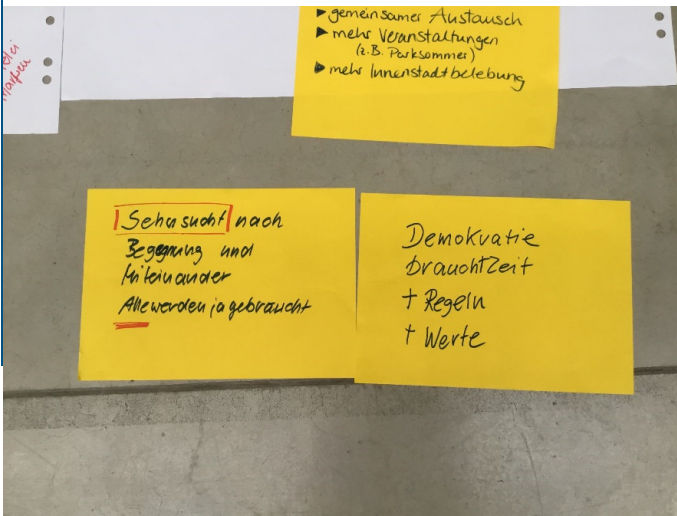 ▶ gemeinsamer Austausch
▶ mehr Veranstaltungen
(z.B. Parksommer)
▶ mehr Innenstadtbelebung
Sehnsucht nach
Begegnung und
Miteinander
Alle werden ja gebraucht
Demokratie
braucht Zeit
+ Regeln
+ Werte